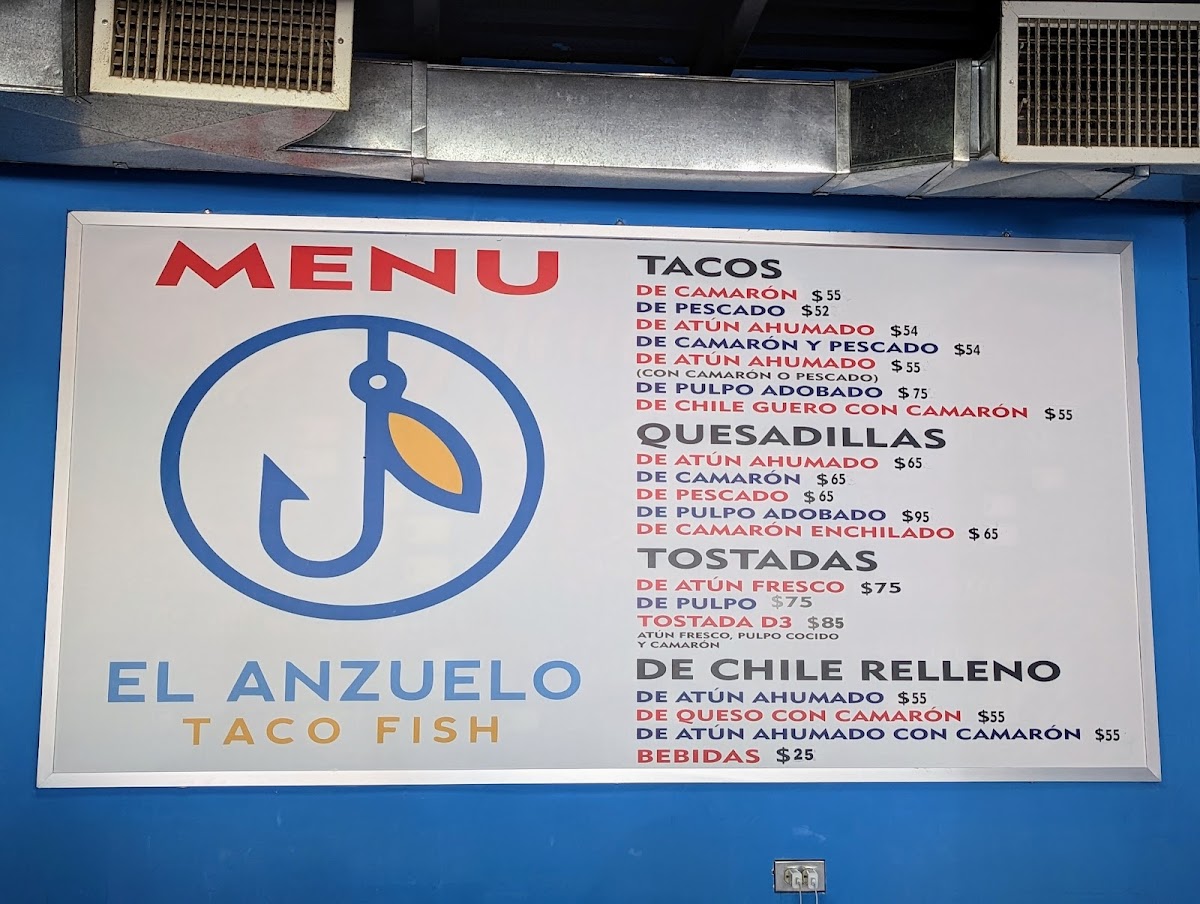 MENU
EL ANZUELO
TACO FISH
TACOS
DE CAMARÓN $55
DE PESCADO $52
DE ATÚN AHUMADO $54
DE CAMARÓN Y PESCADO $54
DE ATÚN AHUMADO $55
(CON CAMARÓN O PESCADO)
DE PULPO ADOBADO $75
DE CHILE GUERO CON CAMARÓN $55
QUESADILLAS
DE ATÚN AHUMADO $65
DE CAMARÓN $65
DE PESCADO $65
DE PULPO ADOBADO $95
DE CAMARÓN ENCHILADO $65
TOSTADAS
DE ATÚN FRESCO $75
DE PULPO $75
TOSTADA D3 $85
ATÚN FRESCO, PULPO COCIDO
Y CAMARÓN
DE CHILE RELLENO
DE ATÚN AHUMADO $55
DE QUESO CON CAMARÓN $55
DE ATÚN AHUMADO CON CAMARÓN $55
BEBIDAS $25